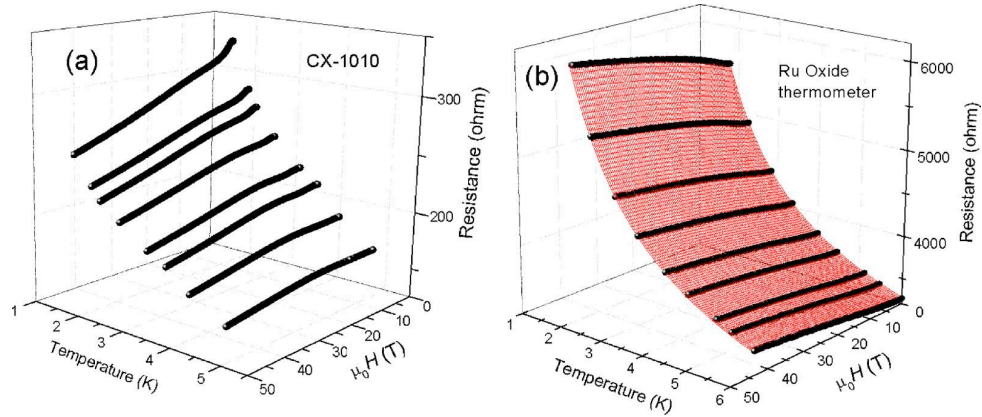 (a)
CX-1010
300
200
Resistance (ohm)
1
2
3
4
5
Temperature (K)
0
10
20
30
40
50
μ₀H (T)
(b)
Ru Oxide
thermometer
6000
5000
4000
Resistance (ohm)
1
2
3
4
5
6
Temperature (K)
0
10
20
30
40
50
μ₀H (T)